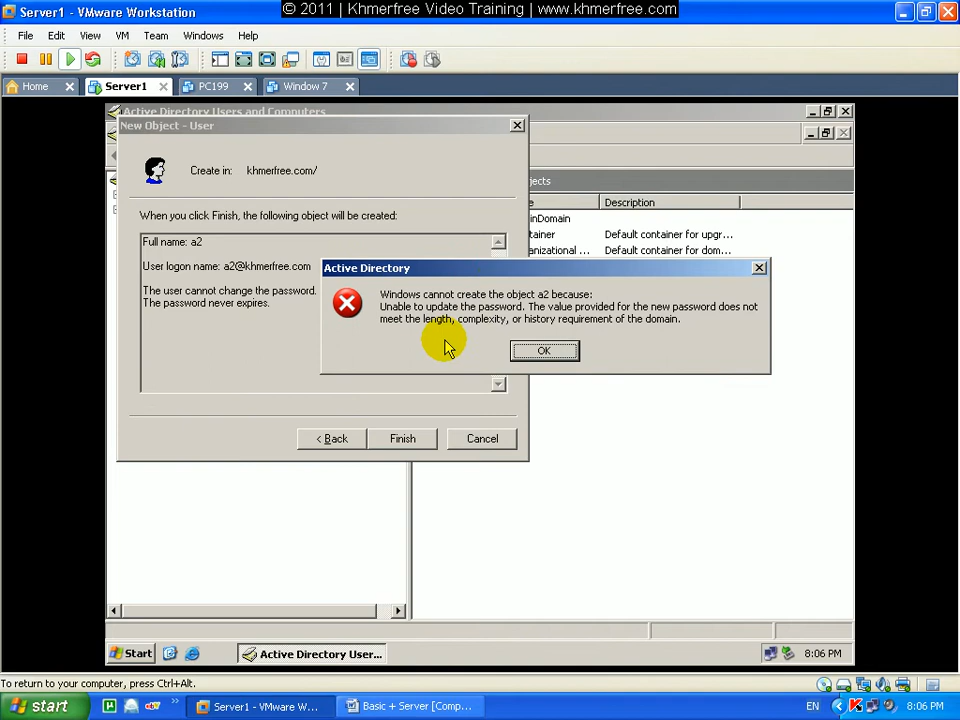 Server1 - VMware Workstation
© 2011 | Khmerfree Video Training | www.khmerfree.com
File Edit View VM Team Windows Help
Home Server1 PC199 Window 7
Active Directory Users and Computers
New Object - User
Create in: khmerfree.com/
When you click Finish, the following object will be created:
Full name: a2
User logon name: a2@khmerfree.com
The user cannot change the password.
The password never expires.
< Back Finish Cancel
jects
e Description
inDomain
tainer Default container for upgr...
anizational ... Default container for dom...
Active Directory
Windows cannot create the object a2 because:
Unable to update the password. The value provided for the new password does not
meet the length, complexity, or history requirement of the domain.
OK
Start Active Directory User... 8:06 PM
To return to your computer, press Ctrl+Alt.
start Server1 - VMware W... Basic + Server [Comp... EN 8:06 PM